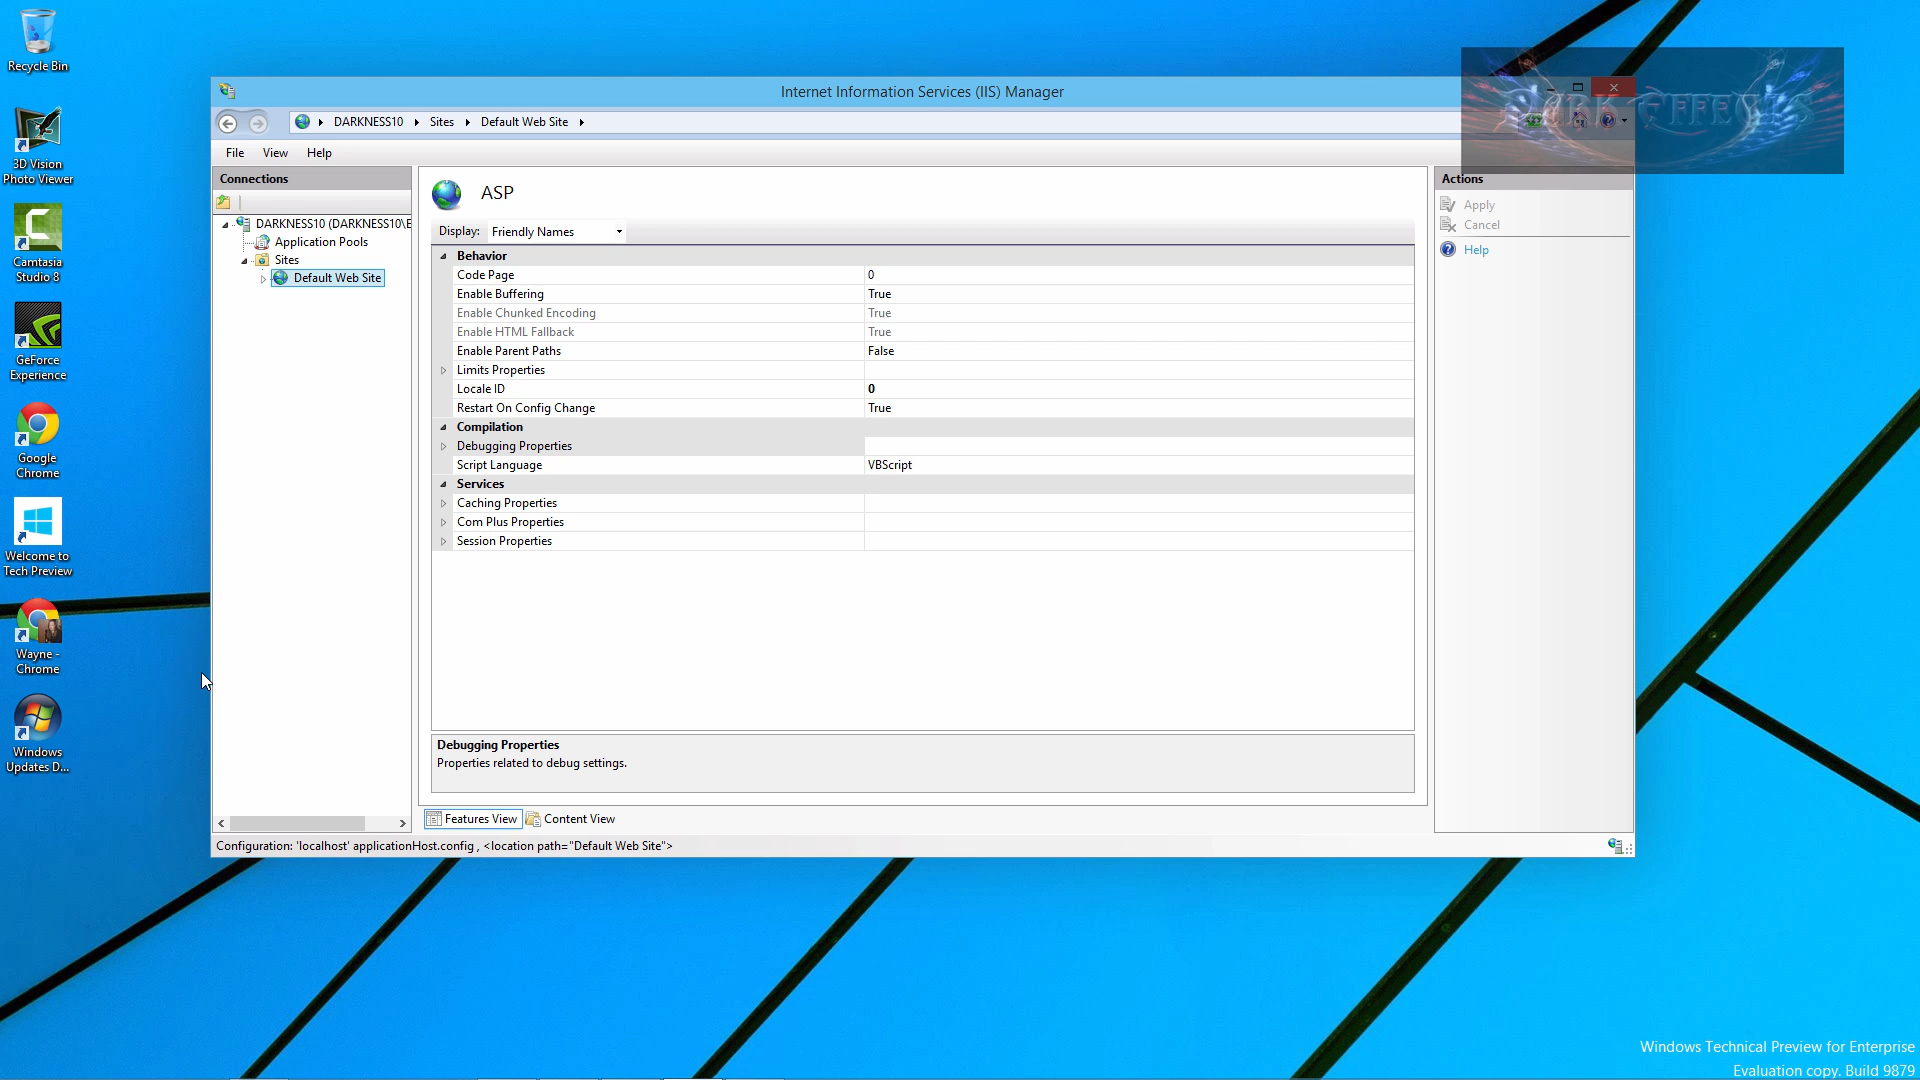 Recycle Bin
3D Vision
Photo Viewer
Camtasia
Studio 8
GeForce
Experience
Google
Chrome
Welcome to
Tech Preview
Wayne -
Chrome
Windows
Updates D...
Internet Information Services (IIS) Manager
DARKNESS10 Sites Default Web Site
File View Help
Connections
DARKNESS10 (DARKNESS10\E
Application Pools
Sites
Default Web Site
ASP
Display: Friendly Names
Behavior
Code Page 0
Enable Buffering True
Enable Chunked Encoding True
Enable HTML Fallback True
Enable Parent Paths False
Limits Properties
Locale ID 0
Restart On Config Change True
Compilation
Debugging Properties
Script Language VBScript
Services
Caching Properties
Com Plus Properties
Session Properties
Debugging Properties
Properties related to debug settings.
Features View Content View
Configuration: 'localhost' applicationHost.config , <location path="Default Web Site">
DARK EFFECTS
Actions
Apply
Cancel
Help
Windows Technical Preview for Enterprise
Evaluation copy. Build 9879